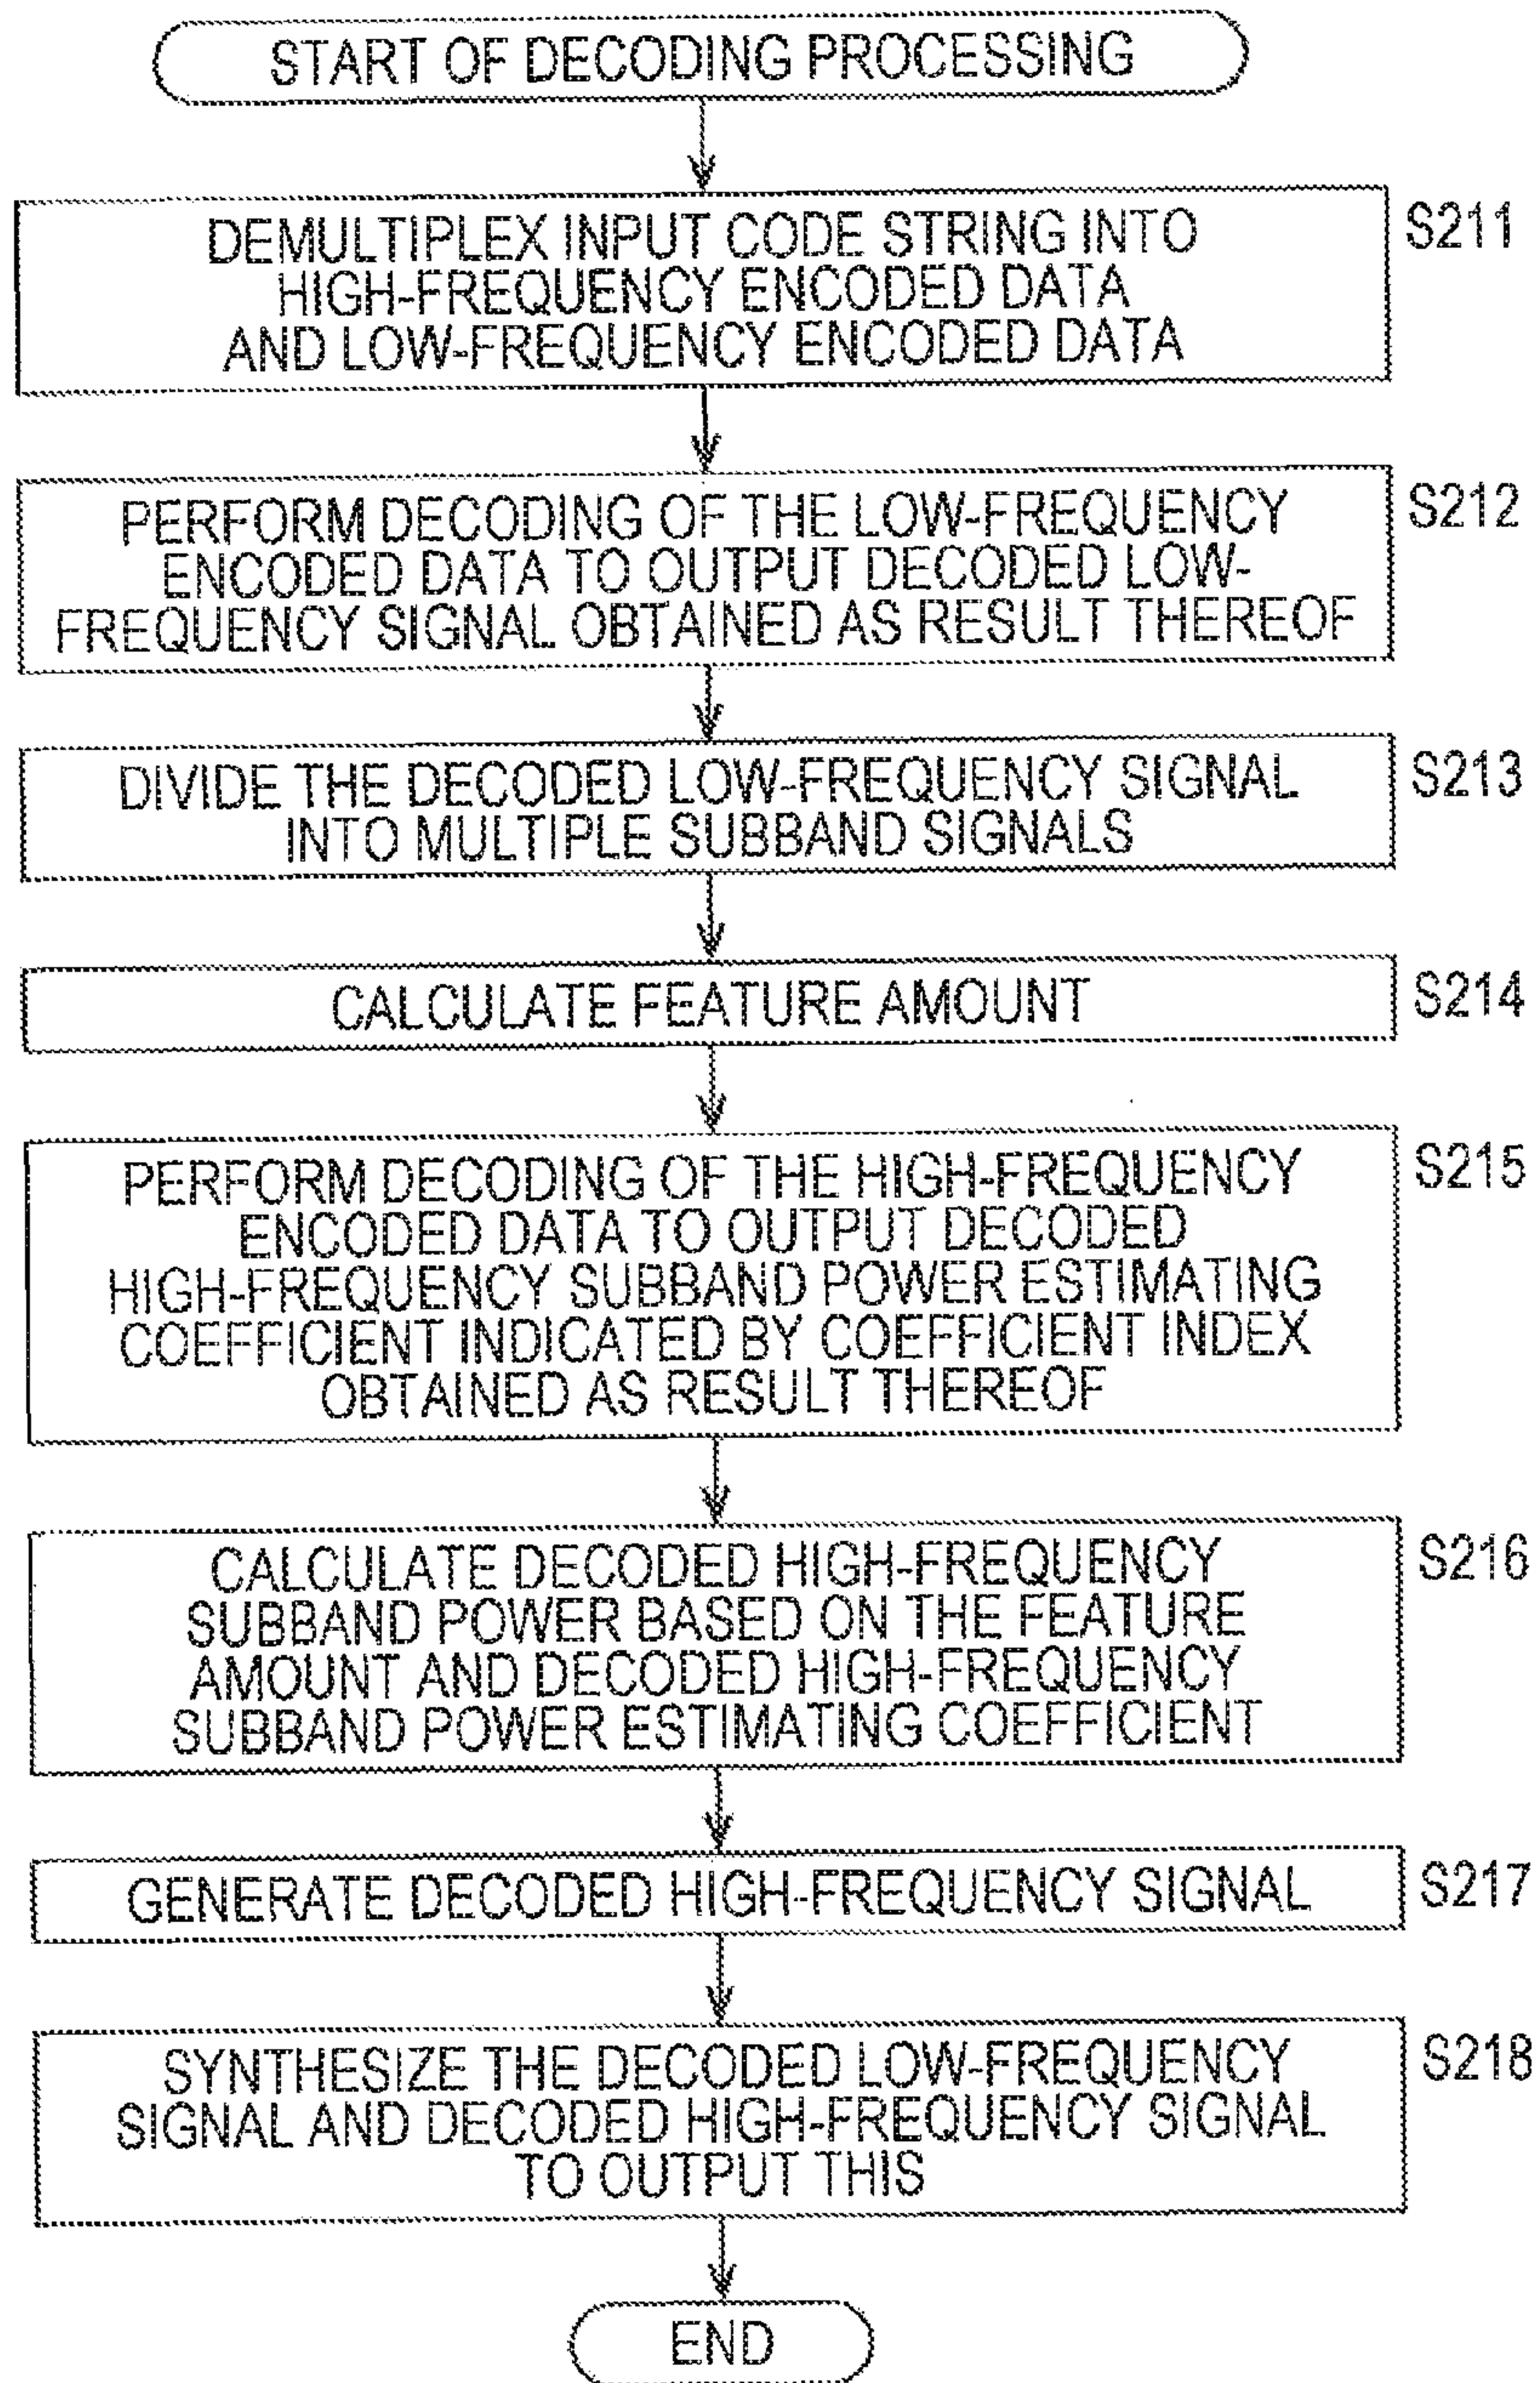 START OF DECODING PROCESSING
DEMULTIPLEX INPUT CODE STRING INTO
HIGH-FREQUENCY ENCODED DATA
AND LOW-FREQUENCY ENCODED DATA
S211
PERFORM DECODING OF THE LOW-FREQUENCY
ENCODED DATA TO OUTPUT DECODED LOW-
FREQUENCY SIGNAL OBTAINED AS RESULT THEREOF
S212
DIVIDE THE DECODED LOW-FREQUENCY SIGNAL
INTO MULTIPLE SUBBAND SIGNALS
S213
CALCULATE FEATURE AMOUNT
S214
PERFORM DECODING OF THE HIGH-FREQUENCY
ENCODED DATA TO OUTPUT DECODED
HIGH-FREQUENCY SUBBAND POWER ESTIMATING
COEFFICIENT INDICATED BY COEFFICIENT INDEX
OBTAINED AS RESULT THEREOF
S215
CALCULATE DECODED HIGH-FREQUENCY
SUBBAND POWER BASED ON THE FEATURE
AMOUNT AND DECODED HIGH-FREQUENCY
SUBBAND POWER ESTIMATING COEFFICIENT
S216
GENERATE DECODED HIGH-FREQUENCY SIGNAL
S217
SYNTHESIZE THE DECODED LOW-FREQUENCY
SIGNAL AND DECODED HIGH-FREQUENCY SIGNAL
TO OUTPUT THIS
S218
END